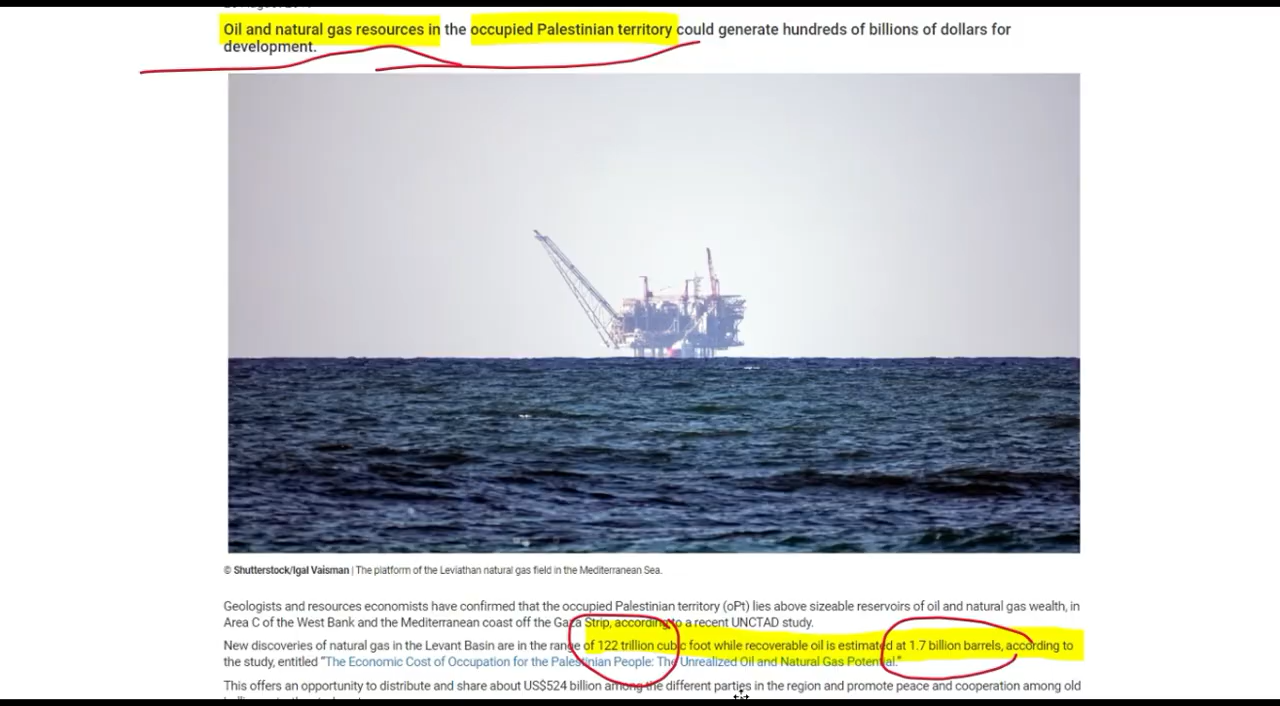 Oil and natural gas resources in the occupied Palestinian territory could generate hundreds of billions of dollars for
development.
© Shutterstock/Igal Vaisman | The platform of the Leviathan natural gas field in the Mediterranean Sea.
Geologists and resources economists have confirmed that the occupied Palestinian territory (oPt) lies above sizeable reservoirs of oil and natural gas wealth, in
Area C of the West Bank and the Mediterranean coast off the Gaza Strip, according to a recent UNCTAD study.
New discoveries of natural gas in the Levant Basin are in the range of 122 trillion cubic foot while recoverable oil is estimated at 1.7 billion barrels, according to
the study, entitled “The Economic Cost of Occupation for the Palestinian People: The Unrealized Oil and Natural Gas Potential.”
This offers an opportunity to distribute and share about US$524 billion among the different parties in the region and promote peace and cooperation among old